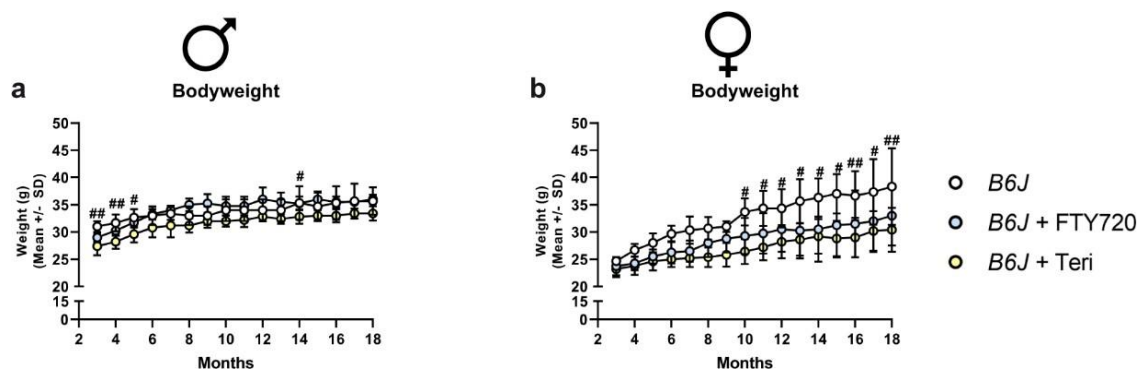 a
Bodyweight
Weight (g)
(Mean +/- SD)
50
45
40
35
30
25
20
15
0
## ## # #
2 4 6 8 10 12 14 16 18
Months
b
Bodyweight
Weight (g)
(Mean +/- SD)
50
45
40
35
30
25
20
15
0
# # # # # # ## # ##
2 4 6 8 10 12 14 16 18
Months
B6J
B6J + FTY720
B6J + Teri